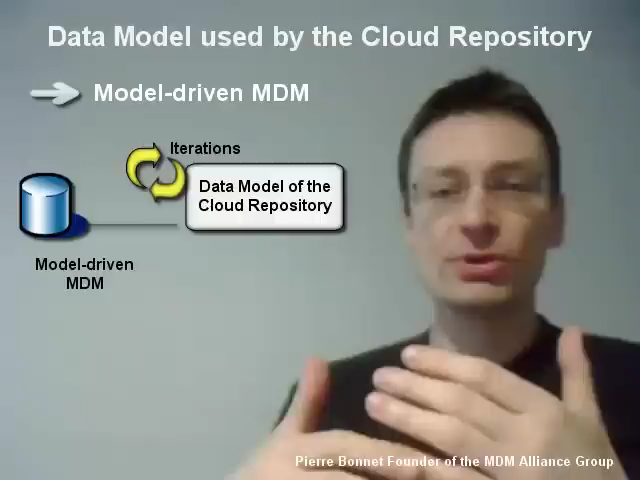 Data Model used by the Cloud Repository
Model-driven MDM
Iterations
Data Model of the
Cloud Repository
Model-driven
MDM
Pierre Bonnet Founder of the MDM Alliance Group